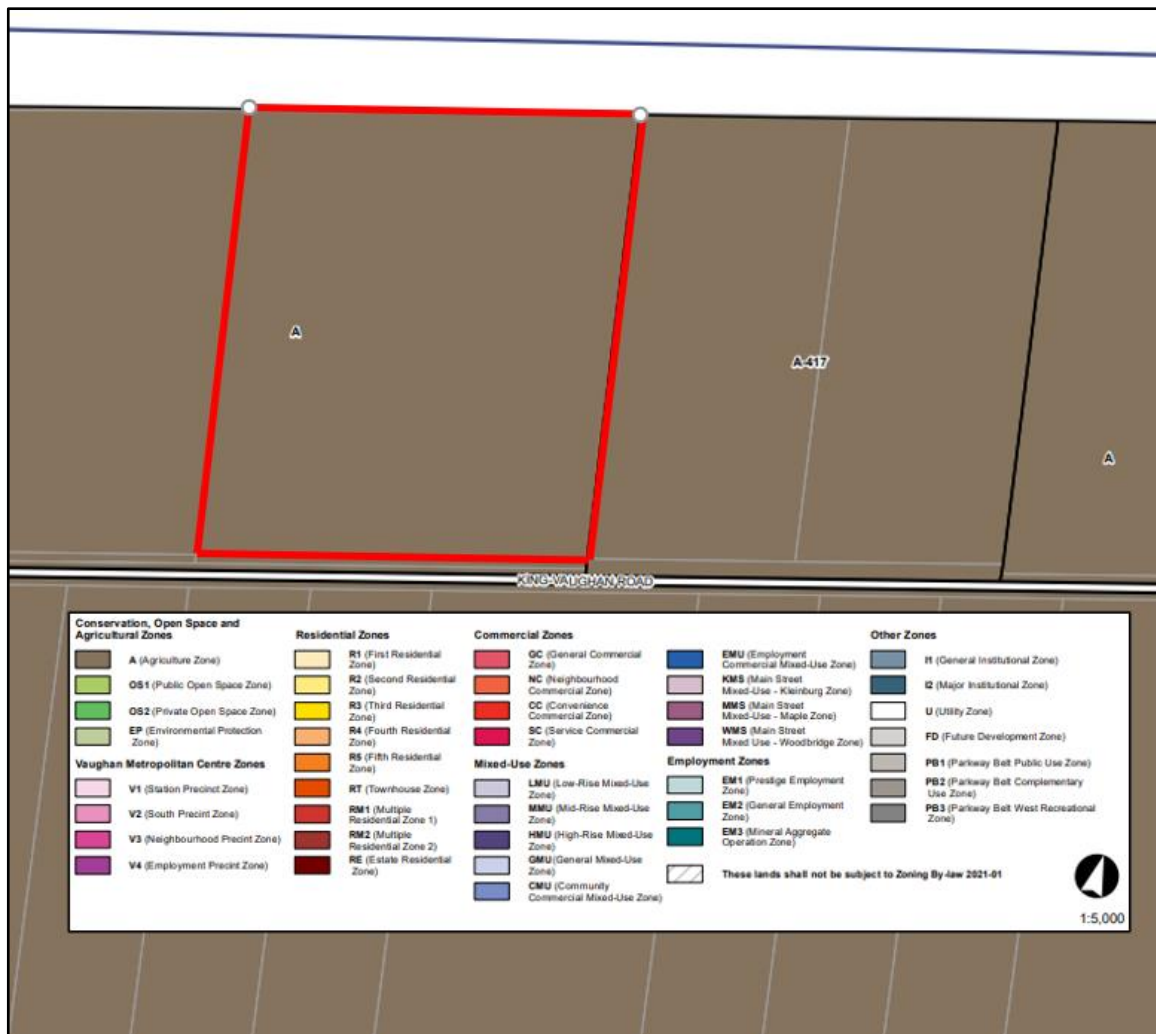 A
A-417
A
KING-VAUGHAN ROAD
Conservation, Open Space and
Agricultural Zones
A (Agriculture Zone)
OS1 (Public Open Space Zone)
OS2 (Private Open Space Zone)
EP (Environmental Protection
Zone)
Vaughan Metropolitan Centre Zones
V1 (Station Precinct Zone)
V2 (South Precint Zone)
V3 (Neighbourhood Precint Zone)
V4 (Employment Precint Zone)
Residential Zones
R1 (First Residential
Zone)
R2 (Second Residential
Zone)
R3 (Third Residential
Zone)
R4 (Fourth Residential
Zone)
R5 (Fifth Residential
Zone)
RT (Townhouse Zone)
RM1 (Multiple
Residential Zone 1)
RM2 (Multiple
Residential Zone 2)
RE (Estate Residential
Zone)
Commercial Zones
GC (General Commercial
Zone)
NC (Neighbourhood
Commercial Zone)
CC (Convenience
Commercial Zone)
SC (Service Commercial
Zone)
Mixed-Use Zones
LMU (Low-Rise Mixed-Use
Zone)
MMU (Mid-Rise Mixed-Use
Zone)
HMU (High-Rise Mixed-Use
Zone)
GMU(General Mixed-Use
Zone)
CMU (Community
Commercial Mixed-Use Zone)
EMU (Employment
Commercial Mixed-Use Zone)
KMS (Main Street
Mixed-Use - Kleinburg Zone)
MMS (Main Street
Mixed-Use - Maple Zone)
WMS (Main Street
Mixed Use - Woodbridge Zone)
Employment Zones
EM1 (Prestige Employment
Zone)
EM2 (General Employment
Zone)
EM3 (Mineral Aggregate
Operation Zone)
These lands shall not be subject to Zoning By-law 2021-01
Other Zones
I1 (General Institutional Zone)
I2 (Major Institutional Zone)
U (Utility Zone)
FD (Future Development Zone)
PB1 (Parkway Belt Public Use Zone)
PB2 (Parkway Belt Complementary
Use Zone)
PB3 (Parkway Belt West Recreational
Zone)
1:5,000